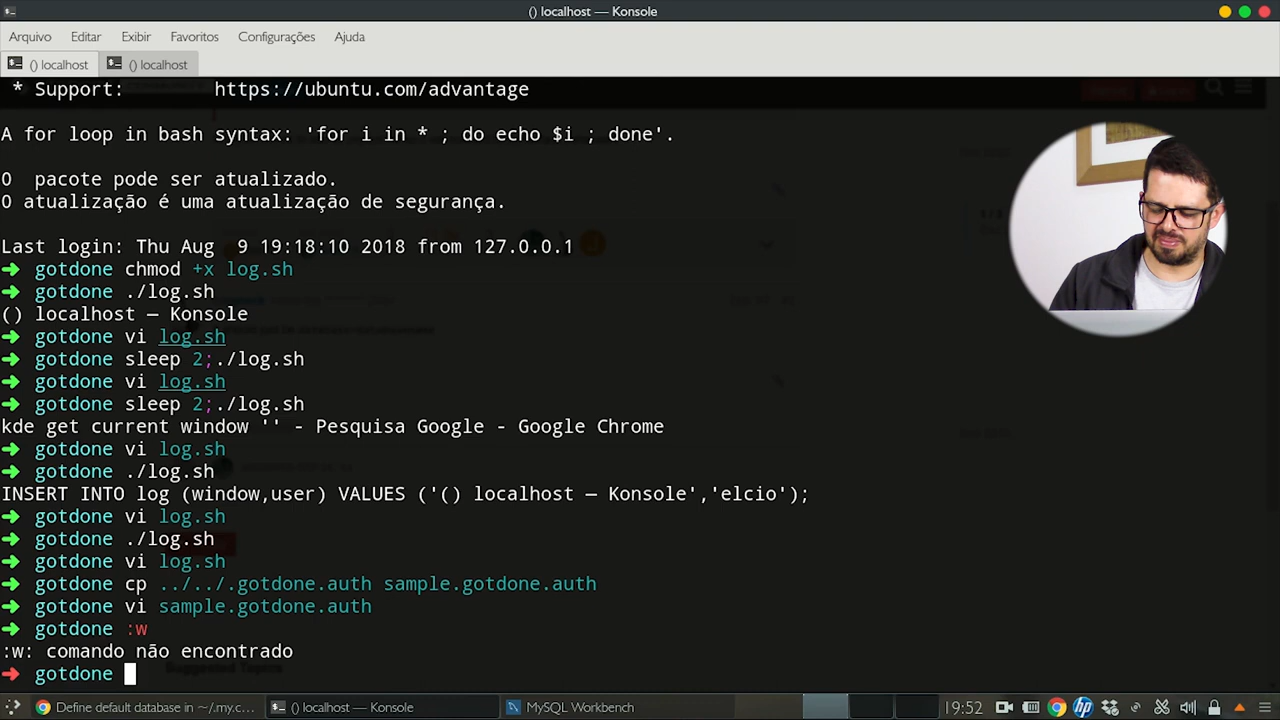 () localhost — Konsole
Arquivo Editar Exibir Favoritos Configurações Ajuda
() localhost () localhost
* Support: https://ubuntu.com/advantage
A for loop in bash syntax: 'for i in * ; do echo $i ; done'.
0 pacote pode ser atualizado.
0 atualização é uma atualização de segurança.
Last login: Thu Aug 9 19:18:10 2018 from 127.0.0.1
➜ gotdone chmod +x log.sh
➜ gotdone ./log.sh
() localhost — Konsole
➜ gotdone vi log.sh
➜ gotdone sleep 2;./log.sh
➜ gotdone vi log.sh
➜ gotdone sleep 2;./log.sh
kde get current window '' - Pesquisa Google - Google Chrome
➜ gotdone vi log.sh
➜ gotdone ./log.sh
INSERT INTO log (window,user) VALUES ('() localhost — Konsole','elcio');
➜ gotdone vi log.sh
➜ gotdone ./log.sh
➜ gotdone vi log.sh
➜ gotdone cp ../../.gotdone.auth sample.gotdone.auth
➜ gotdone vi sample.gotdone.auth
➜ gotdone :w
:w: comando não encontrado
➜ gotdone
Suggested Topics
Define default database in ~/.my.c... () localhost — Konsole MySQL Workbench 19:52